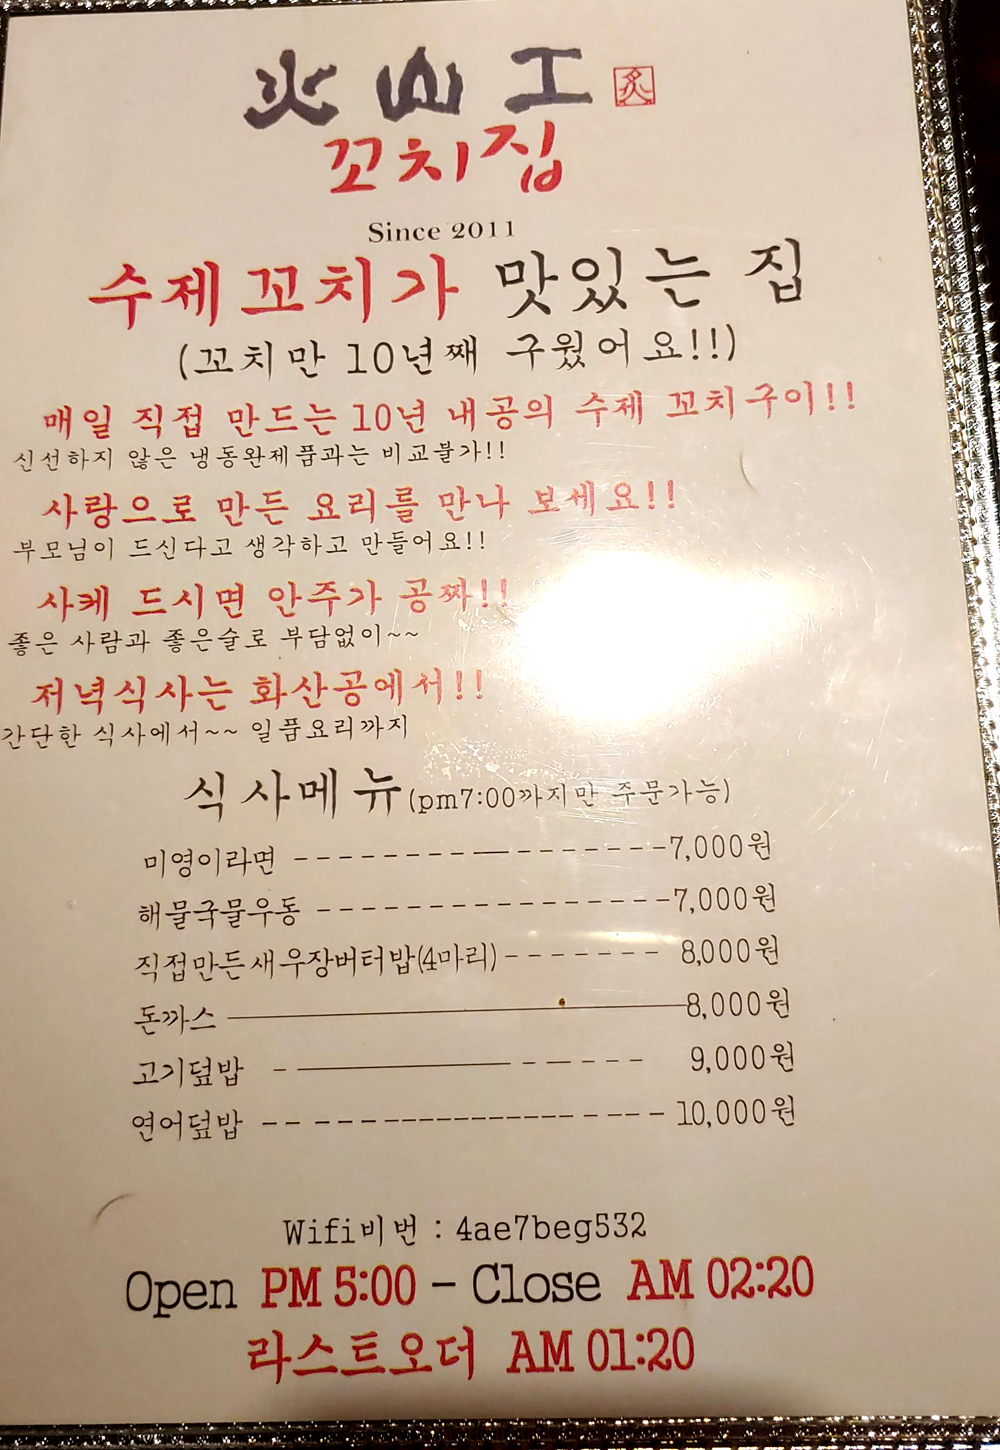 火山工 炙
꼬치집
Since 2011
수제꼬치가 맛있는 집
(꼬치만 10년째 구웠어요!!)
매일 직접 만드는 10년 내공의 수제 꼬치구이!!
신선하지 않은 냉동완제품과는 비교불가!!
사랑으로 만든 요리를 만나 보세요!!
부모님이 드신다고 생각하고 만들어요!!
사케 드시면 안주가 공짜!!
좋은 사람과 좋은술로 부담없이~~
저녁식사는 화산공에서!!
간단한 식사에서~~ 일품요리까지
식사메뉴(pm7:00까지만 주문가능)
미영이라면 ----------------7,000원
해물국물우동 ----------------7,000원
직접만든새우장버터밥(4마리)------- 8,000원
돈까스 ————————8,000원
고기덮밥 -————— ----- 9,000원
연어덮밥 ---------------- 10,000원
Wifi비번 : 4ae7beg532
Open PM 5:00 - Close AM 02:20
라스트오더 AM 01:20